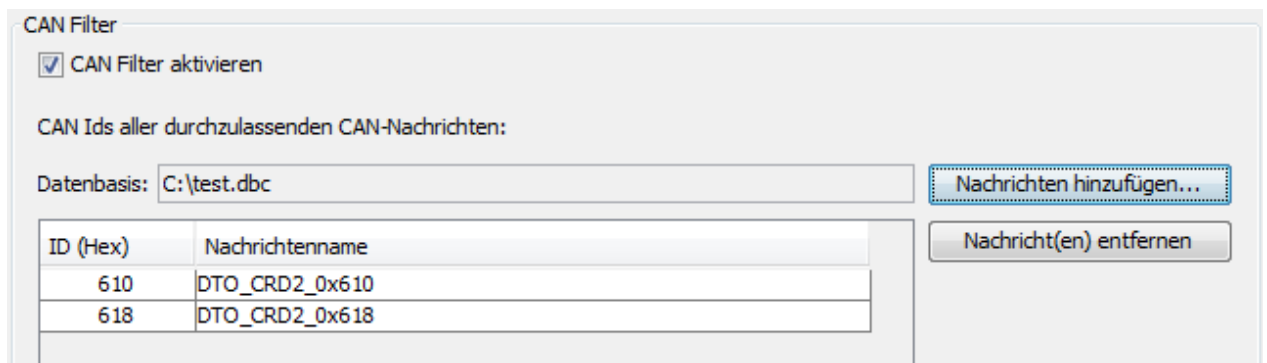 CAN Filter
CAN Filter aktivieren
CAN Ids aller durchzulassenden CAN-Nachrichten:
Datenbasis: C:\test.dbc Nachrichten hinzufügen...
Nachricht(en) entfernen
ID (Hex) Nachrichtenname
610 DTO_CRD2_0x610
618 DTO_CRD2_0x618